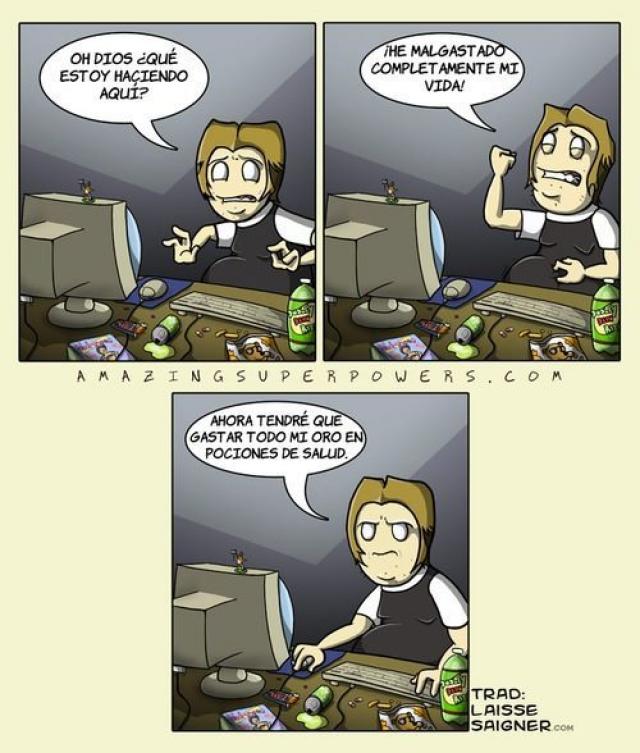 OH DIOS ¿QUÉ
ESTOY HACIENDO
AQUÍ?
¡HE MALGASTADO
COMPLETAMENTE MI
VIDA!
AMAZINGSUPERPOWERS.COM
AHORA TENDRÉ QUE
GASTAR TODO MI ORO EN
POCIONES DE SALUD.
TRAD:
LAISSE
SAIGNER.COM